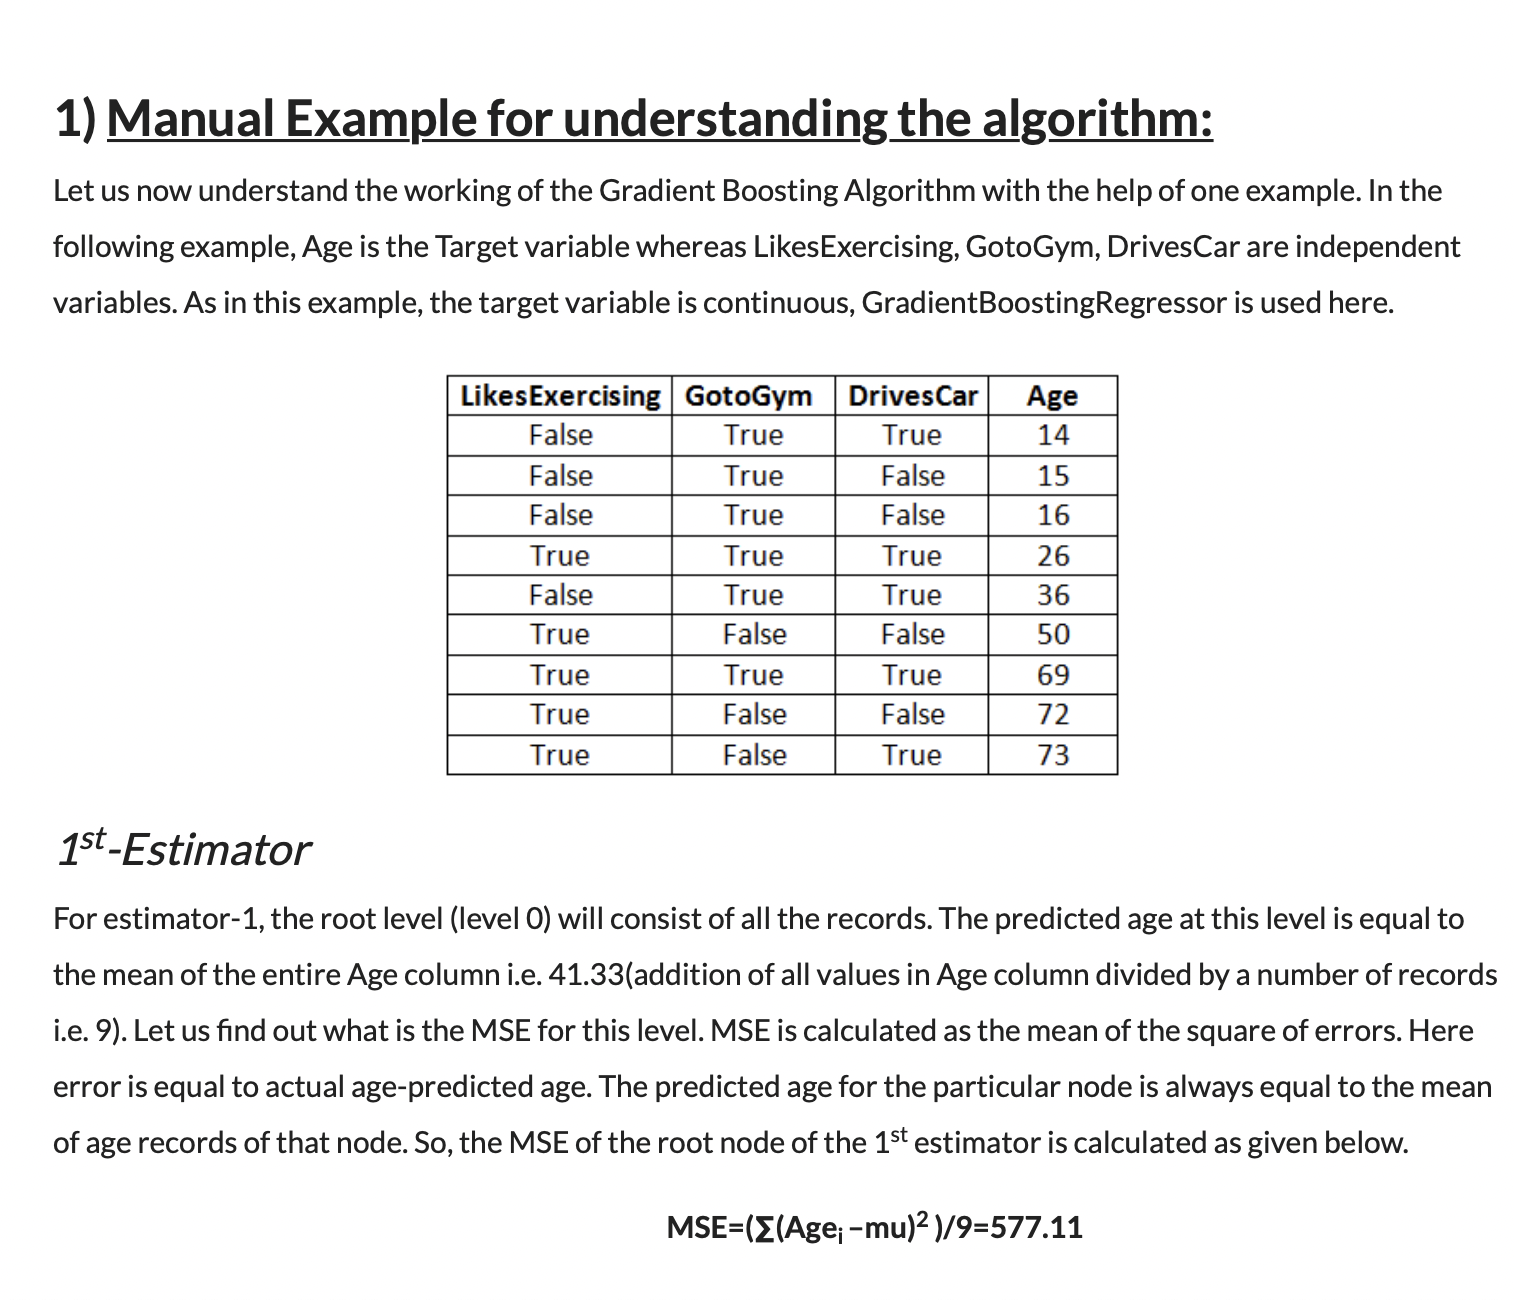 1) Manual Example for understanding the algorithm:
Let us now understand the working of the Gradient Boosting Algorithm with the help of one example. In the
following example, Age is the Target variable whereas LikesExercising, GotoGym, DrivesCar are independent
variables. As in this example, the target variable is continuous, GradientBoostingRegressor is used here.
LikesExercising GotoGym DrivesCar Age
False True True 14
False True False 15
False True False 16
True True True 26
False True True 36
True False False 50
True True True 69
True False False 72
True False True 73
1st-Estimator
For estimator-1, the root level (level 0) will consist of all the records. The predicted age at this level is equal to
the mean of the entire Age column i.e. 41.33(addition of all values in Age column divided by a number of records
i.e. 9). Let us find out what is the MSE for this level. MSE is calculated as the mean of the square of errors. Here
error is equal to actual age-predicted age. The predicted age for the particular node is always equal to the mean
of age records of that node. So, the MSE of the root node of the 1st estimator is calculated as given below.
MSE=(∑(Ageᵢ –mu)² )/9=577.11